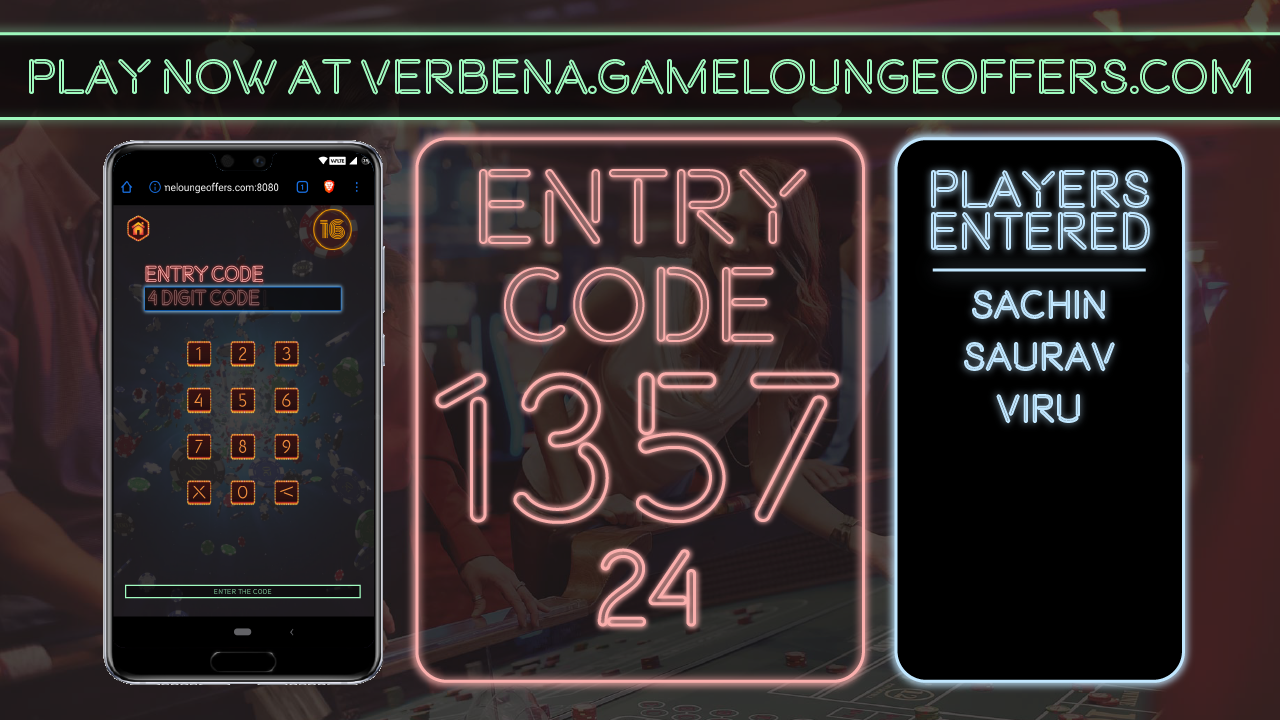 PLAY NOW AT VERBENA.GAMELOUNGEOFFERS.COM
neloungeoffers.com:8080
1
16
ENTRY CODE
4 DIGIT CODE
1 2 3
4 5 6
7 8 9
X 0 <
ENTER THE CODE
ENTRY
CODE
1357
24
PLAYERS
ENTERED
SACHIN
SAURAV
VIRU